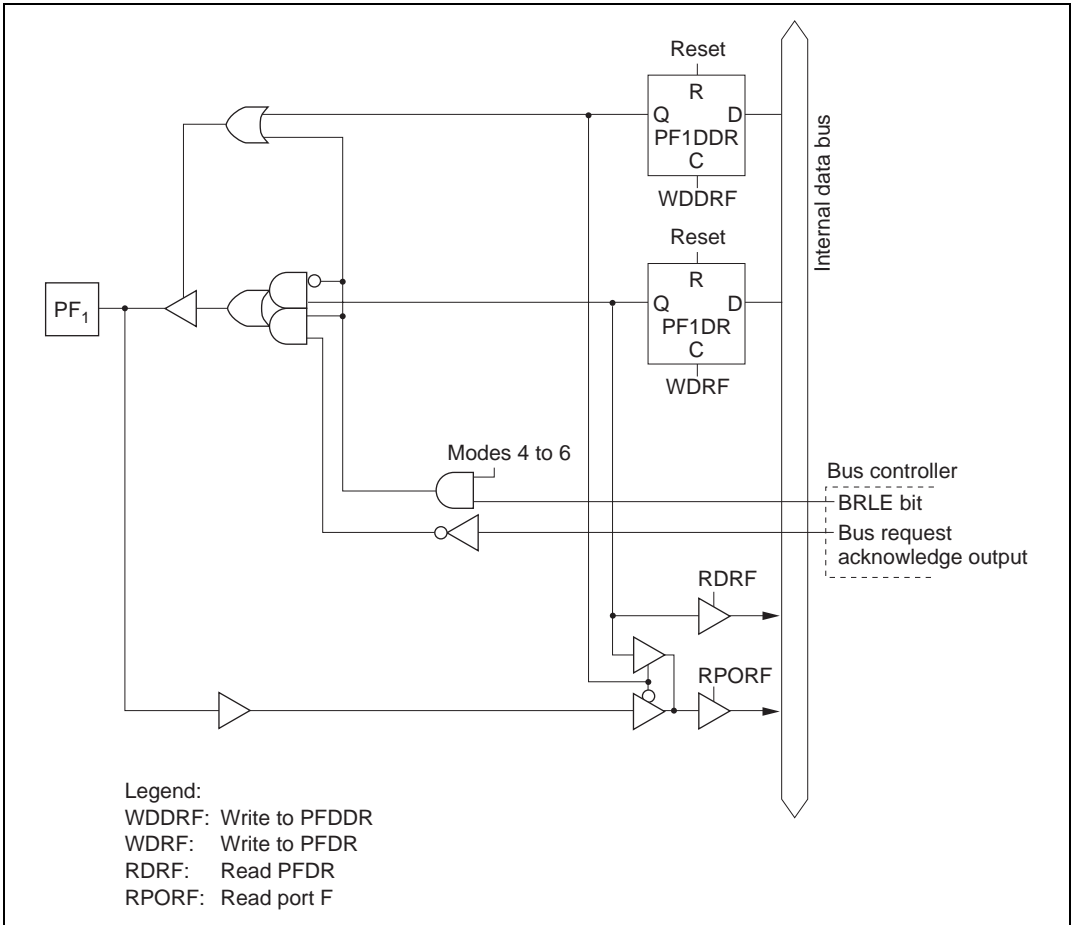 Reset
R
Q D
PF1DDR
C
WDDRF
Internal data bus
Reset
R
Q D
PF1DR
C
WDRF
PF1
Modes 4 to 6
Bus controller
BRLE bit
Bus request
acknowledge output
RDRF
RPORF
Legend:
WDDRF: Write to PFDDR
WDRF: Write to PFDR
RDRF: Read PFDR
RPORF: Read port F